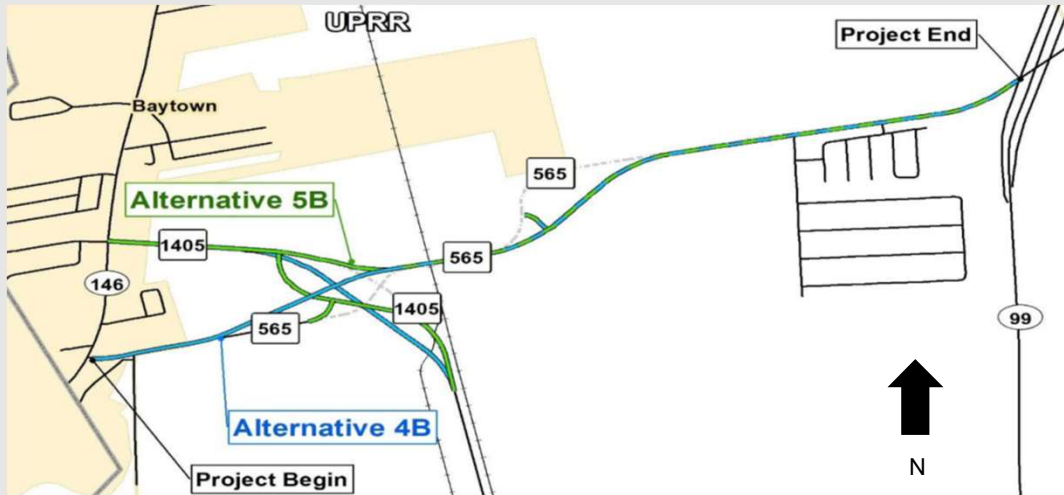 UPRR
Project End
Baytown
565
Alternative 5B
1405
565
146
1405
565
99
Alternative 4B
Project Begin
N